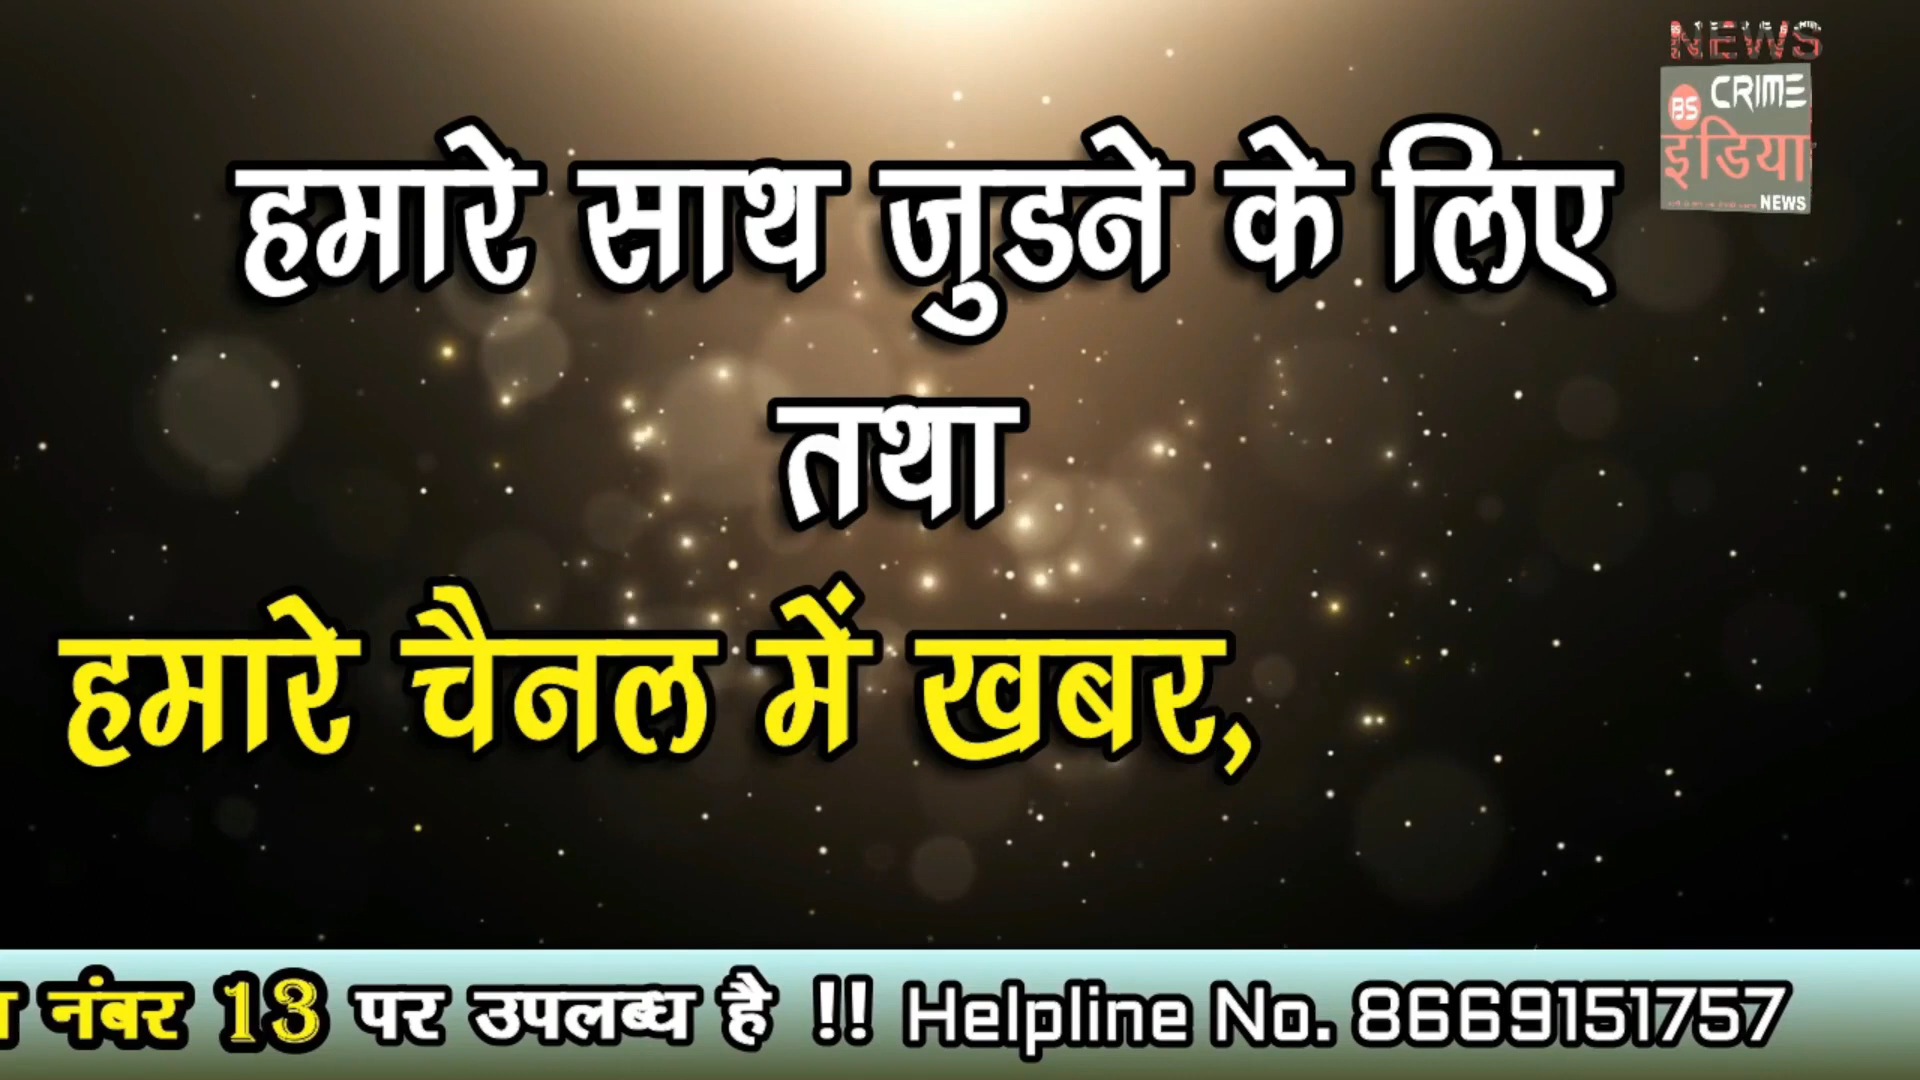 NEWS
BS CRIME
इंडिया
NEWS
हमारे साथ जुडने के लिए
तथा
हमारे चैनल में खबर,
नंबर 13 पर उपलब्ध है !! Helpline No. 8669151757